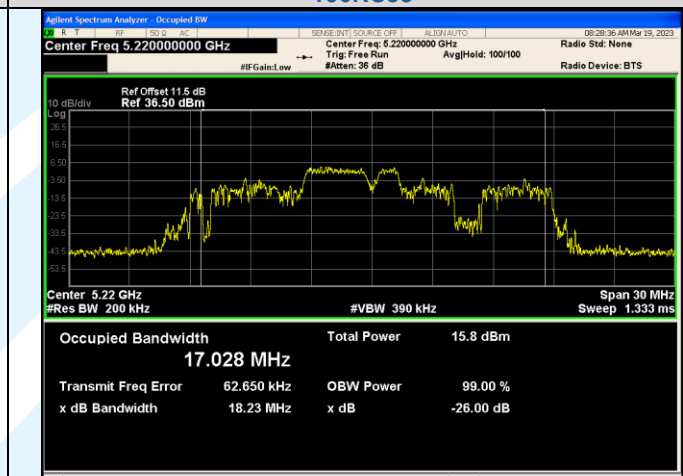 Agilent Spectrum Analyzer - Occupied BW
R T RF 50 Ω AC SENSE:INT SOURCE OFF ALIGNAUTO 08:28:36 AM Mar 19, 2023
Center Freq 5.220000000 GHz Center Freq: 5.220000000 GHz Radio Std: None
Trig: Free Run Avg|Hold: 100/100
#IFGain:Low #Atten: 36 dB Radio Device: BTS
Ref Offset 11.5 dB
10 dB/div Ref 36.50 dBm
Log
26.5
16.5
6.50
-3.50
-13.5
-23.5
-33.5
-43.5
-53.5
Center 5.22 GHz Span 30 MHz
#Res BW 200 kHz #VBW 390 kHz Sweep 1.333 ms
Occupied Bandwidth Total Power 15.8 dBm
17.028 MHz
Transmit Freq Error 62.650 kHz OBW Power 99.00 %
x dB Bandwidth 18.23 MHz x dB -26.00 dB